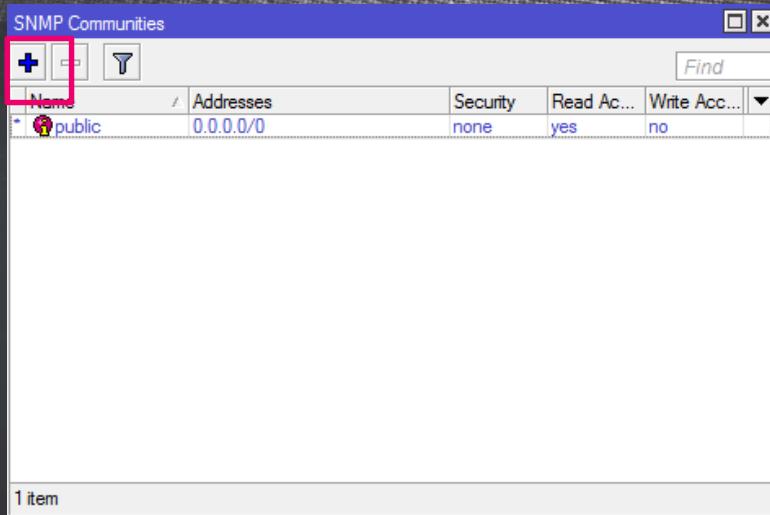 SNMP Communities
Find
Name Addresses Security Read Ac... Write Acc...
* public 0.0.0.0/0 none yes no
1 item